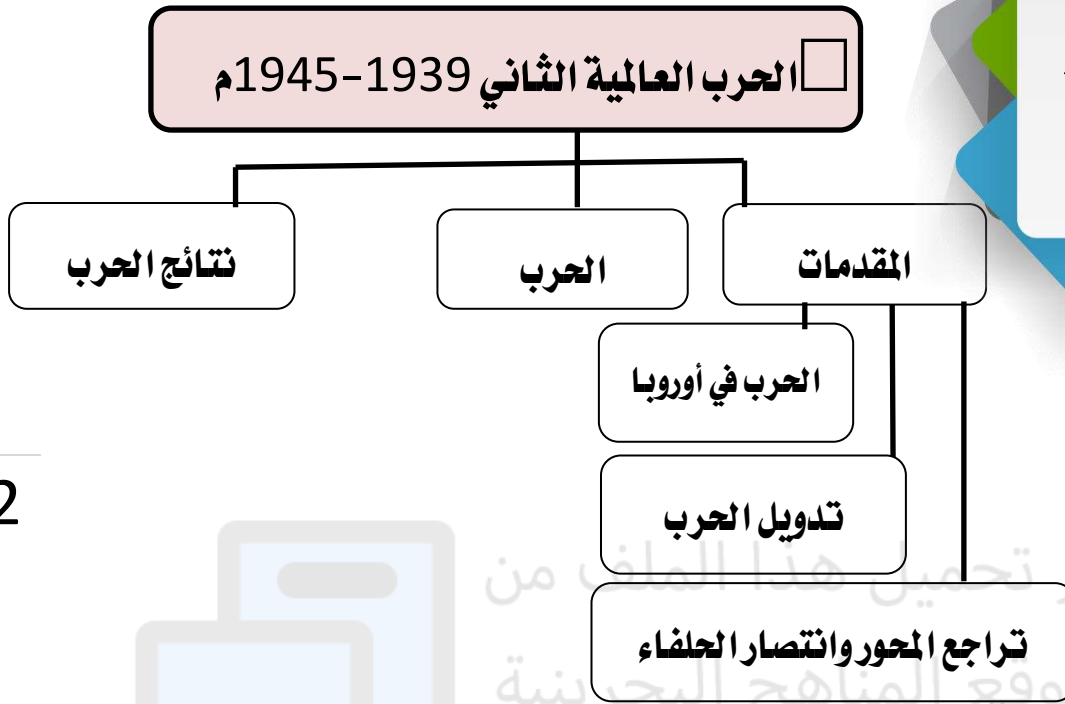 الحرب العالمية الثاني 1939-1945م
المقدمات
الحرب
نتائج الحرب
الحرب في أوروبا
تدويل الحرب
تراجع المحور وانتصار الحلفاء
2
تحميل هذا الملف من
المناهج البحرينية